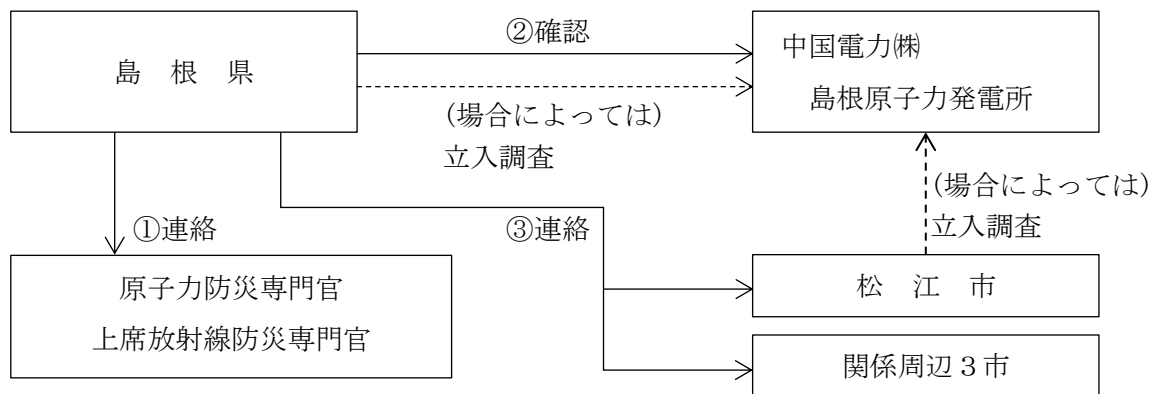 島　根　県
②確認
(場合によっては)
立入調査
中国電力㈱
島根原子力発電所
(場合によっては)
立入調査
①連絡
③連絡
原子力防災専門官
上席放射線防災専門官
松　江　市
関係周辺３市